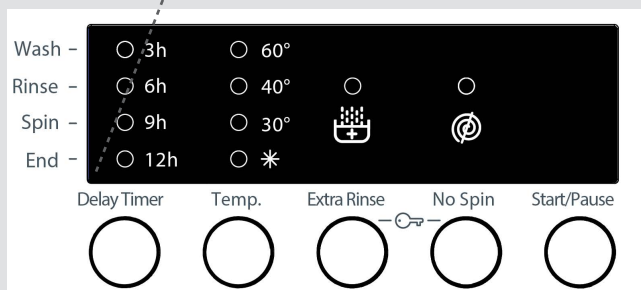 Wash – 3h 60°
Rinse – 6h 40°
Spin – 9h 30°
End – 12h
Delay Timer Temp. Extra Rinse No Spin Start/Pause